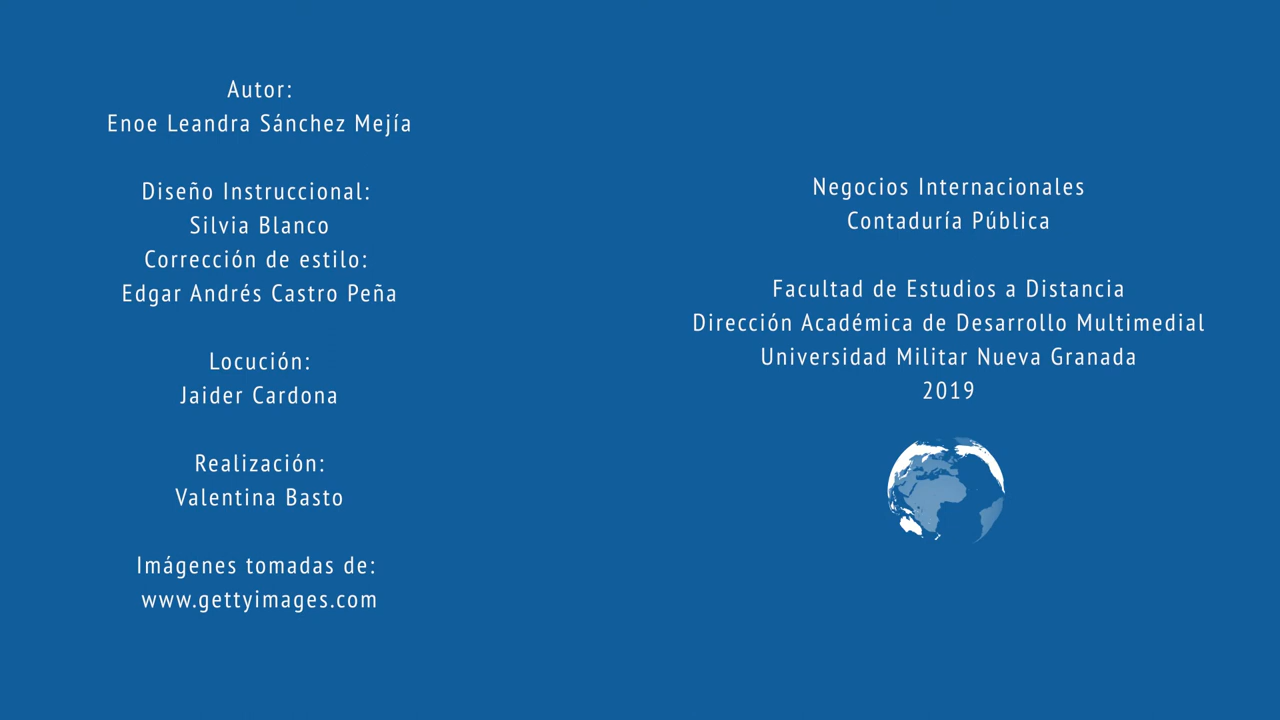 Autor:
Enoe Leandra Sánchez Mejía
Diseño Instruccional:
Silvia Blanco
Corrección de estilo:
Edgar Andrés Castro Peña
Locución:
Jaider Cardona
Realización:
Valentina Basto
Imágenes tomadas de:
www.gettyimages.com
Negocios Internacionales
Contaduría Pública
Facultad de Estudios a Distancia
Dirección Académica de Desarrollo Multimedial
Universidad Militar Nueva Granada
2019